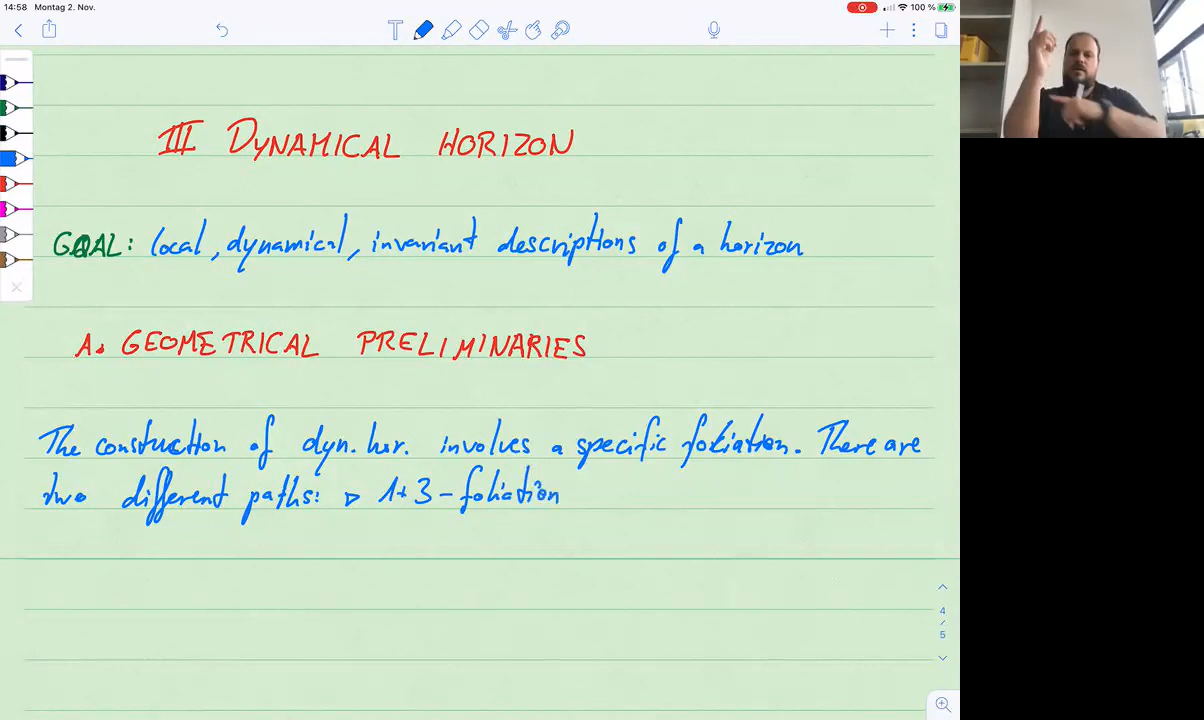 14:58 Montag 2. Nov.
100 %
III DYNAMICAL HORIZON
GOAL: local, dynamical, invariant descriptions of a horizon
A. GEOMETRICAL PRELIMINARIES
The construction of dyn. hor. involves a specific foliation. There are
two different paths: ▷ 1+3-foliation
4
/
5